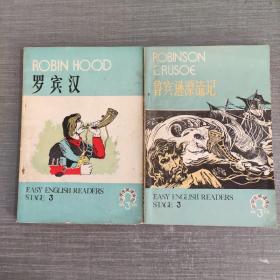 ROBIN HOOD
罗宾汉
EASY ENGLISH READERS
STAGE 3
ROBINSON
CRUSOE
鲁宾逊漂流记
EASY ENGLISH READERS
STAGE 3